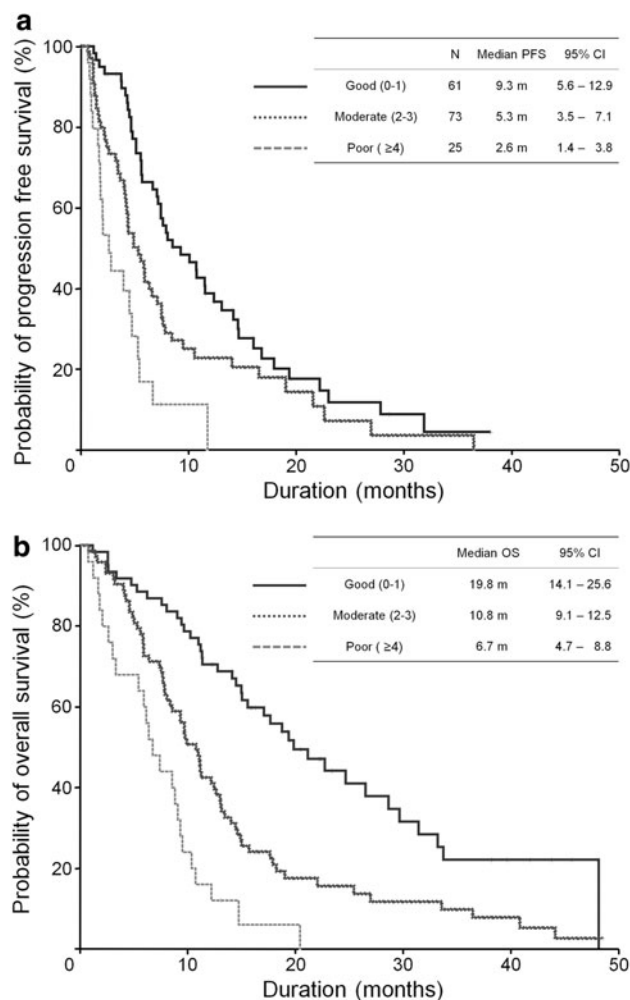 a
Probability of progression free survival (%)
100
80
60
40
20
0 10 20 30 40 50
Duration (months)
N Median PFS 95% CI
Good (0-1) 61 9.3 m 5.6 – 12.9
Moderate (2-3) 73 5.3 m 3.5 – 7.1
Poor ( ≥4) 25 2.6 m 1.4 – 3.8
b
Probability of overall survival (%)
100
80
60
40
20
0 10 20 30 40 50
Duration (months)
Median OS 95% CI
Good (0-1) 19.8 m 14.1 – 25.6
Moderate (2-3) 10.8 m 9.1 – 12.5
Poor ( ≥4) 6.7 m 4.7 – 8.8